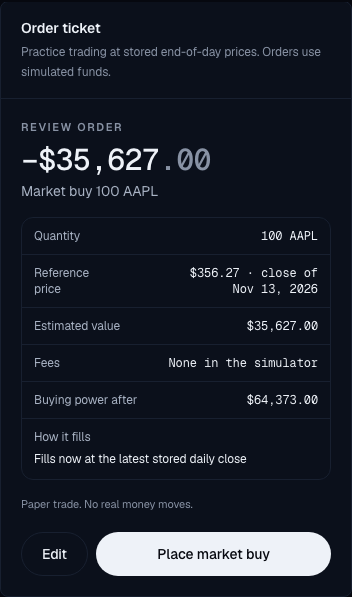 Order ticket
Practice trading at stored end-of-day prices. Orders use
simulated funds.
REVIEW ORDER
−$35,627.00
Market buy 100 AAPL
Quantity 100 AAPL
Reference $356.27 · close of
price Nov 13, 2026
Estimated value $35,627.00
Fees None in the simulator
Buying power after $64,373.00
How it fills
Fills now at the latest stored daily close
Paper trade. No real money moves.
Edit Place market buy